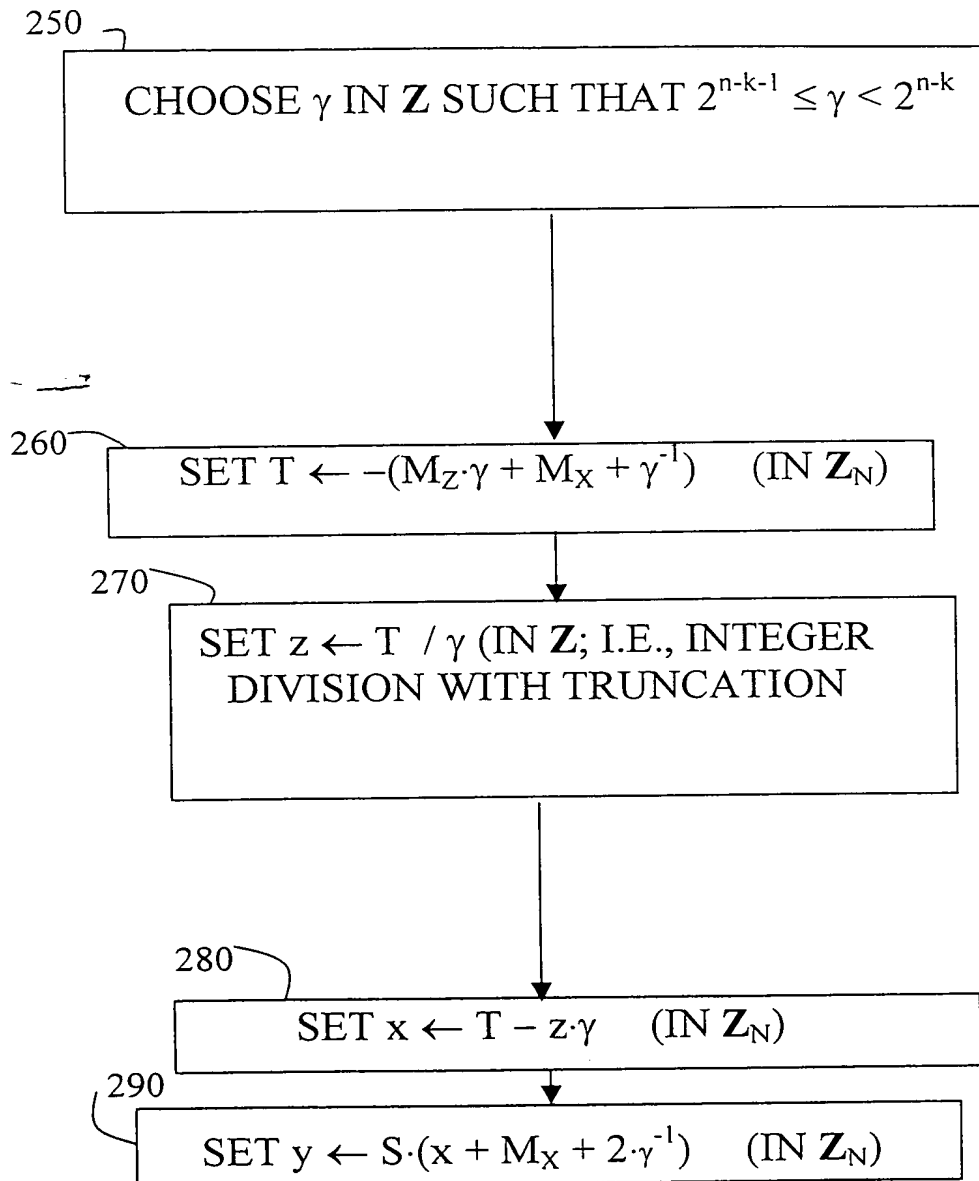 250
CHOOSE γ IN Z SUCH THAT 2^{n-k-1} ≤ γ < 2^{n-k}
260
SET T ← –(M_Z·γ + M_X + γ^{-1}) (IN Z_N)
270
SET z ← T / γ (IN Z; I.E., INTEGER
DIVISION WITH TRUNCATION
280
SET x ← T – z·γ (IN Z_N)
290
SET y ← S·(x + M_X + 2·γ^{-1}) (IN Z_N)